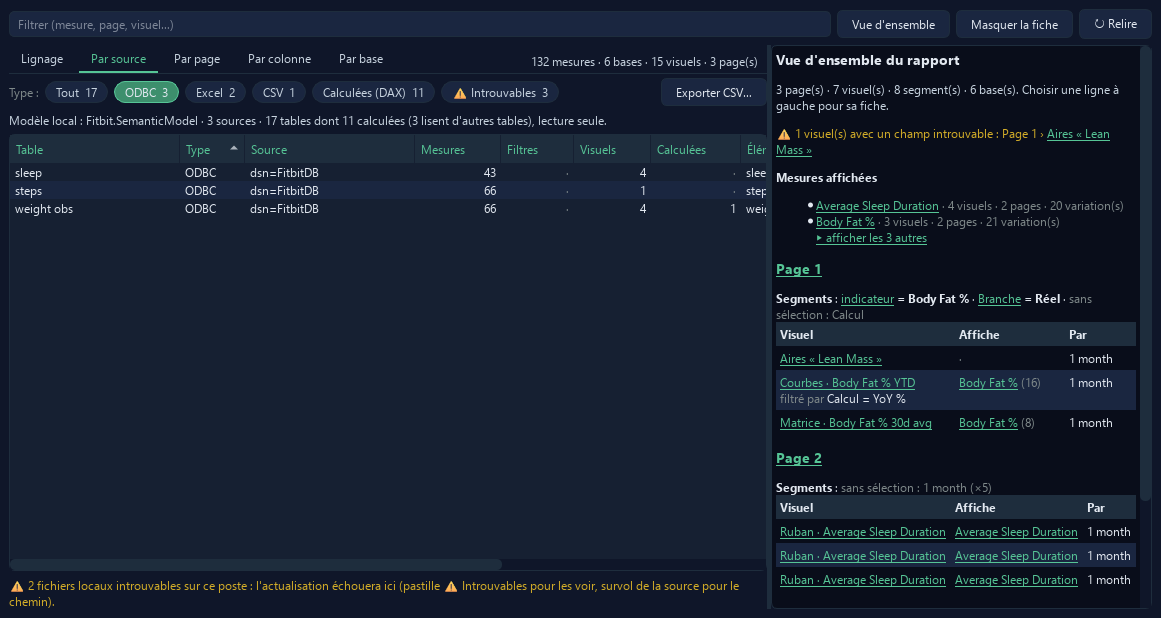 Filtrer (mesure, page, visuel...)
Vue d'ensemble
Masquer la fiche
Relire
Lignage
Par source
Par page
Par colonne
Par base
132 mesures · 6 bases · 15 visuels · 3 page(s)
Type :
Tout 17
ODBC 3
Excel 2
CSV 1
Calculées (DAX) 11
Introuvables 3
Exporter CSV...
Modèle local : Fitbit.SemanticModel · 3 sources · 17 tables dont 11 calculées (3 lisent d'autres tables), lecture seule.
Table Type Source Mesures Filtres Visuels Calculées Élér
sleep ODBC dsn=FitbitDB 43 · 4 · slee
steps ODBC dsn=FitbitDB 66 · 1 · step
weight obs ODBC dsn=FitbitDB 66 · 4 1 weig
2 fichiers locaux introuvables sur ce poste : l'actualisation échouera ici (pastille ⚠ Introuvables pour les voir, survol de la source pour le
chemin).
Vue d'ensemble du rapport
3 page(s) · 7 visuel(s) · 8 segment(s) · 6 base(s). Choisir une ligne à
gauche pour sa fiche.
1 visuel(s) avec un champ introuvable : Page 1 › Aires « Lean
Mass »
Mesures affichées
• Average Sleep Duration · 4 visuels · 2 pages · 20 variation(s)
• Body Fat % · 3 visuels · 2 pages · 21 variation(s)
‣ afficher les 3 autres
Page 1
Segments : indicateur = Body Fat % · Branche = Réel · sans
sélection : Calcul
Visuel Affiche Par
Aires « Lean Mass » · 1 month
Courbes · Body Fat % YTD Body Fat % (16) 1 month
filtré par Calcul = YoY %
Matrice · Body Fat % 30d avg Body Fat % (8) 1 month
Page 2
Segments : sans sélection : 1 month (×5)
Visuel Affiche Par
Ruban · Average Sleep Duration Average Sleep Duration 1 month
Ruban · Average Sleep Duration Average Sleep Duration 1 month
Ruban · Average Sleep Duration Average Sleep Duration 1 month